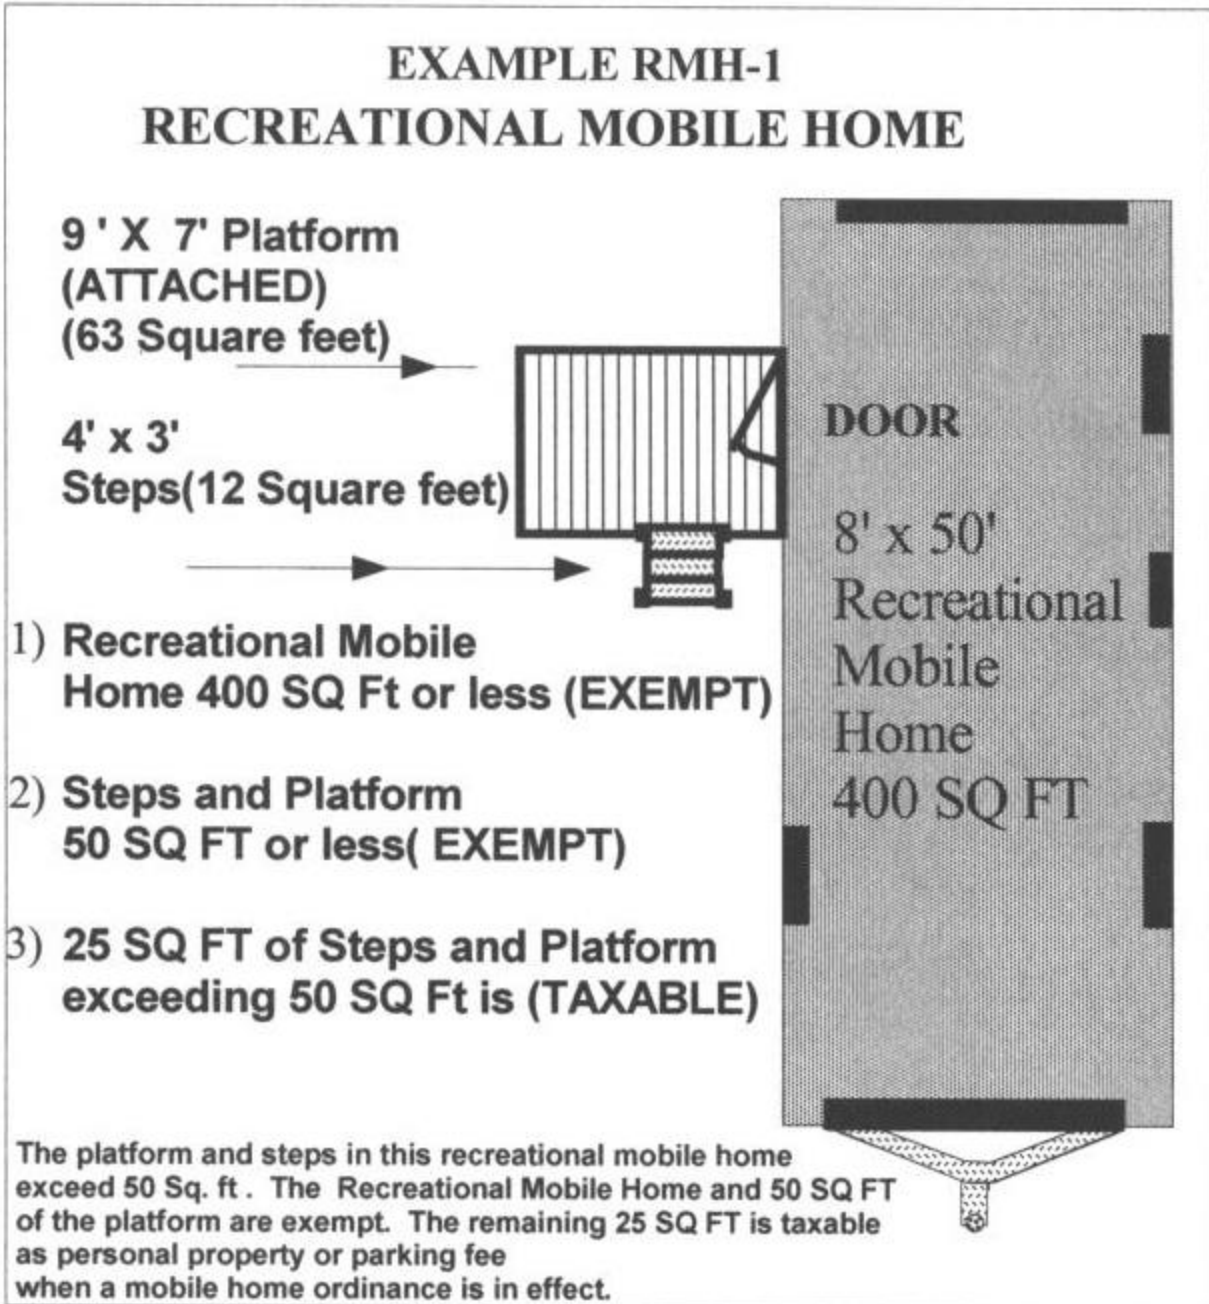 EXAMPLE RMH-1
RECREATIONAL MOBILE HOME
9 ' X 7' Platform
(ATTACHED)
(63 Square feet)
4' x 3'
Steps(12 Square feet)
DOOR
8' x 50'
Recreational
Mobile
Home
400 SQ FT
1) Recreational Mobile
Home 400 SQ Ft or less (EXEMPT)
2) Steps and Platform
50 SQ FT or less( EXEMPT)
3) 25 SQ FT of Steps and Platform
exceeding 50 SQ Ft is (TAXABLE)
The platform and steps in this recreational mobile home
exceed 50 Sq. ft . The Recreational Mobile Home and 50 SQ FT
of the platform are exempt. The remaining 25 SQ FT is taxable
as personal property or parking fee
when a mobile home ordinance is in effect.